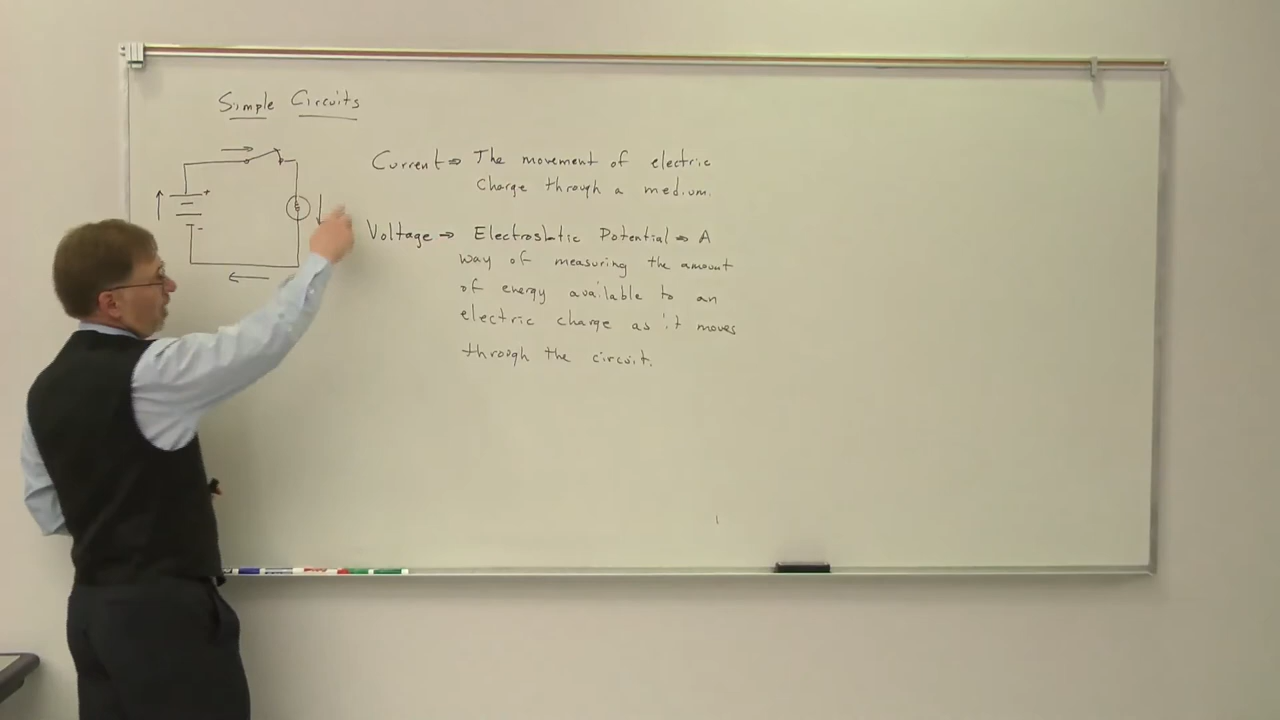 Simple Circuits
Current ⇒ The movement of electric
Charge through a medium.
Voltage → Electrostatic Potential ⇒ A
way of measuring the amount
of energy available to an
electric charge as it moves
through the circuit.
+
-